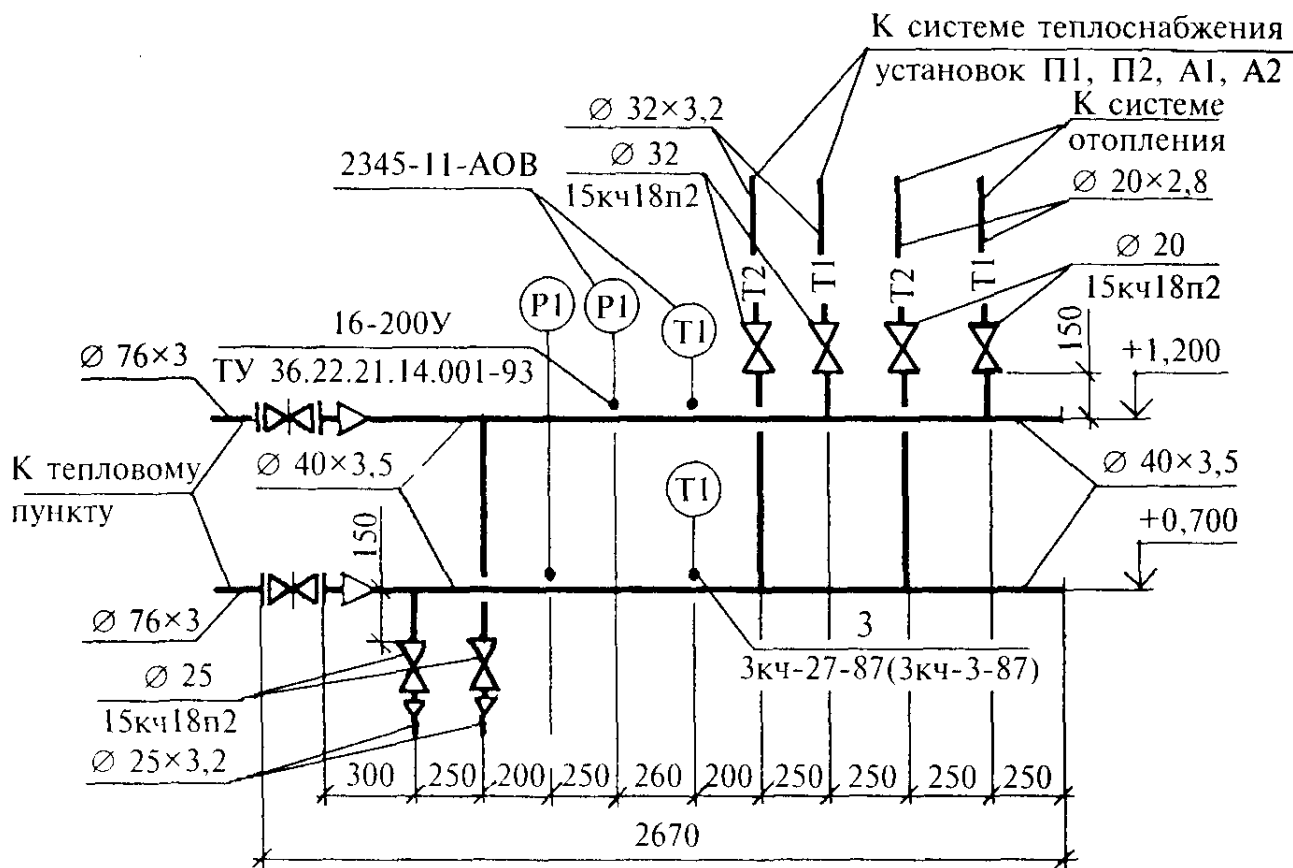 К системе теплоснабжения
установок П1, П2, А1, А2
∅ 32×3,2
К системе
отопления
2345-11-АОВ
∅ 32
15кч18п2
∅ 20×2,8
Т2
Т1
Т2
Т1
∅ 20
15кч18п2
Р1
Р1
Т1
16-200У
ТУ 36.22.21.14.001-93
∅ 76×3
150
+1,200
К тепловому
пункту
∅ 40×3,5
Т1
∅ 40×3,5
150
+0,700
∅ 76×3
3
3кч-27-87(3кч-3-87)
∅ 25
15кч18п2
∅ 25×3,2
300 250 200 250 260 200 250 250 250 250
2670